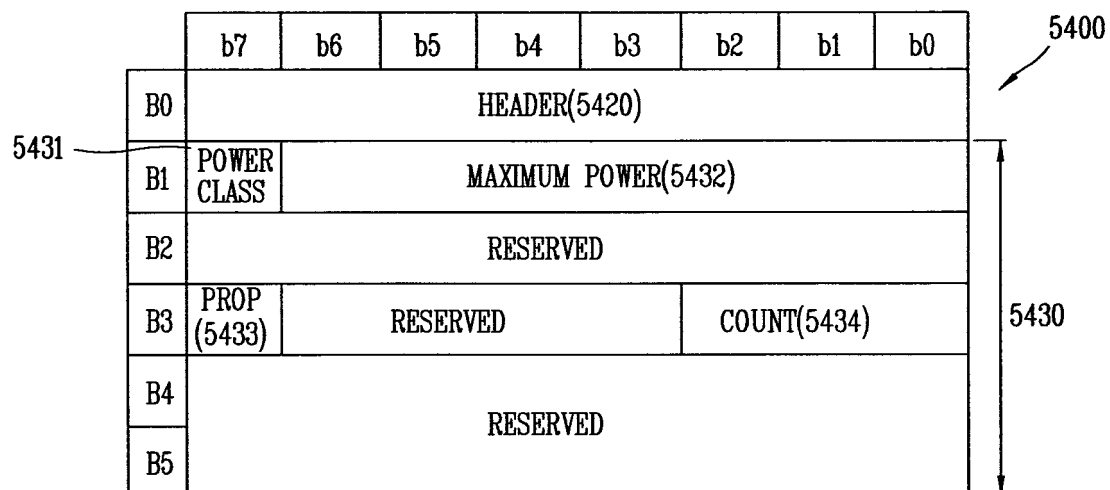 b7 b6 b5 b4 b3 b2 b1 b0
5400
B0 HEADER(5420)
5431
B1 POWER CLASS MAXIMUM POWER(5432)
B2 RESERVED
B3 PROP (5433) RESERVED COUNT(5434)
5430
B4
RESERVED
B5